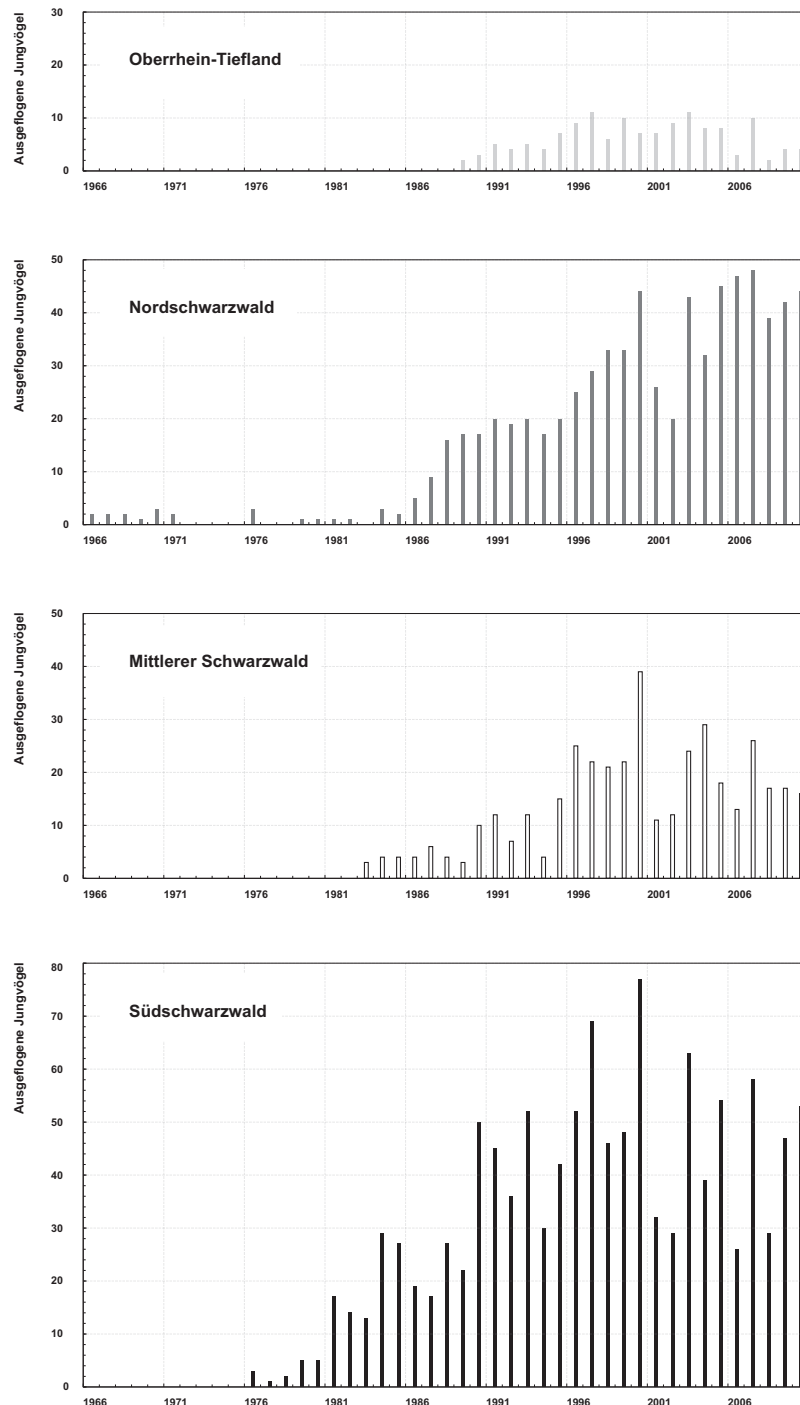 Ausgeflogene Jungvögel
30
20
10
0
Oberrhein-Tiefland
1966 1971 1976 1981 1986 1991 1996 2001 2006
Ausgeflogene Jungvögel
50
40
30
20
10
0
Nordschwarzwald
1966 1971 1976 1981 1986 1991 1996 2001 2006
Ausgeflogene Jungvögel
50
40
30
20
10
0
Mittlerer Schwarzwald
1966 1971 1976 1981 1986 1991 1996 2001 2006
Ausgeflogene Jungvögel
80
70
60
50
40
30
20
10
0
Südschwarzwald
1966 1971 1976 1981 1986 1991 1996 2001 2006